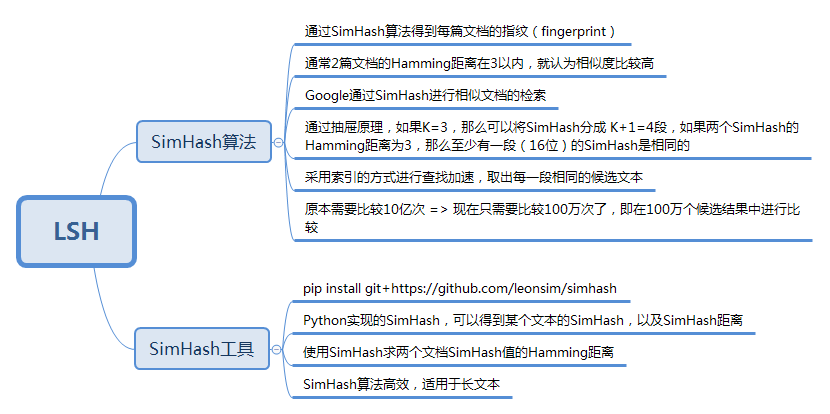 LSH
SimHash算法
通过SimHash算法得到每篇文档的指纹（fingerprint）
通常2篇文档的Hamming距离在3以内，就认为相似度比较高
Google通过SimHash进行相似文档的检索
通过抽屉原理，如果K=3，那么可以将SimHash分成 K+1=4段，如果两个SimHash的
Hamming距离为3，那么至少有一段（16位）的SimHash是相同的
采用索引的方式进行查找加速，取出每一段相同的候选文本
原本需要比较10亿次 => 现在只需要比较100万次了，即在100万个候选结果中进行比
较
SimHash工具
pip install git+https://github.com/leonsim/simhash
Python实现的SimHash，可以得到某个文本的SimHash，以及SimHash距离
使用SimHash求两个文档SimHash值的Hamming距离
SimHash算法高效，适用于长文本